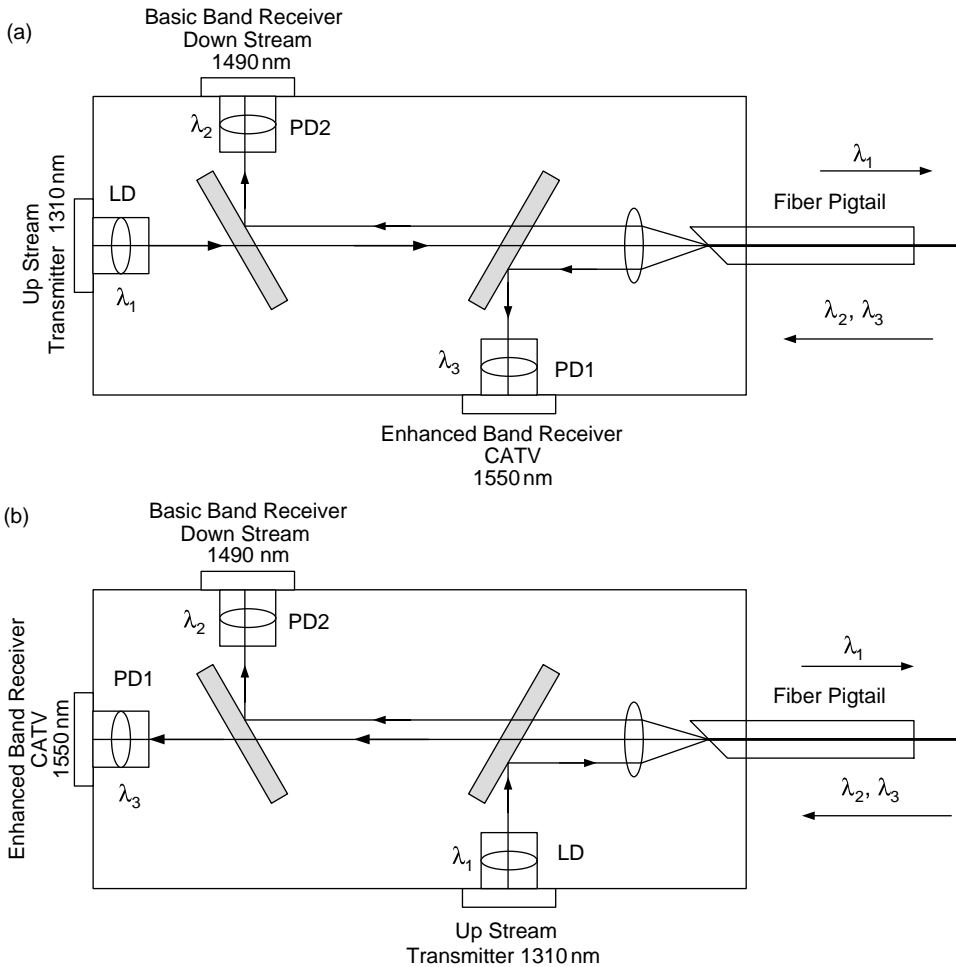 (a)
Basic Band Receiver
Down Stream
1490 nm
λ2
PD2
LD
λ1
Up Stream
Transmitter 1310 nm
λ1
Fiber Pigtail
λ2, λ3
λ3
PD1
Enhanced Band Receiver
CATV
1550 nm
(b)
Basic Band Receiver
Down Stream
1490 nm
λ2
PD2
PD1
λ3
Enhanced Band Receiver
CATV
1550 nm
λ1
Fiber Pigtail
λ2, λ3
λ1
LD
Up Stream
Transmitter 1310 nm